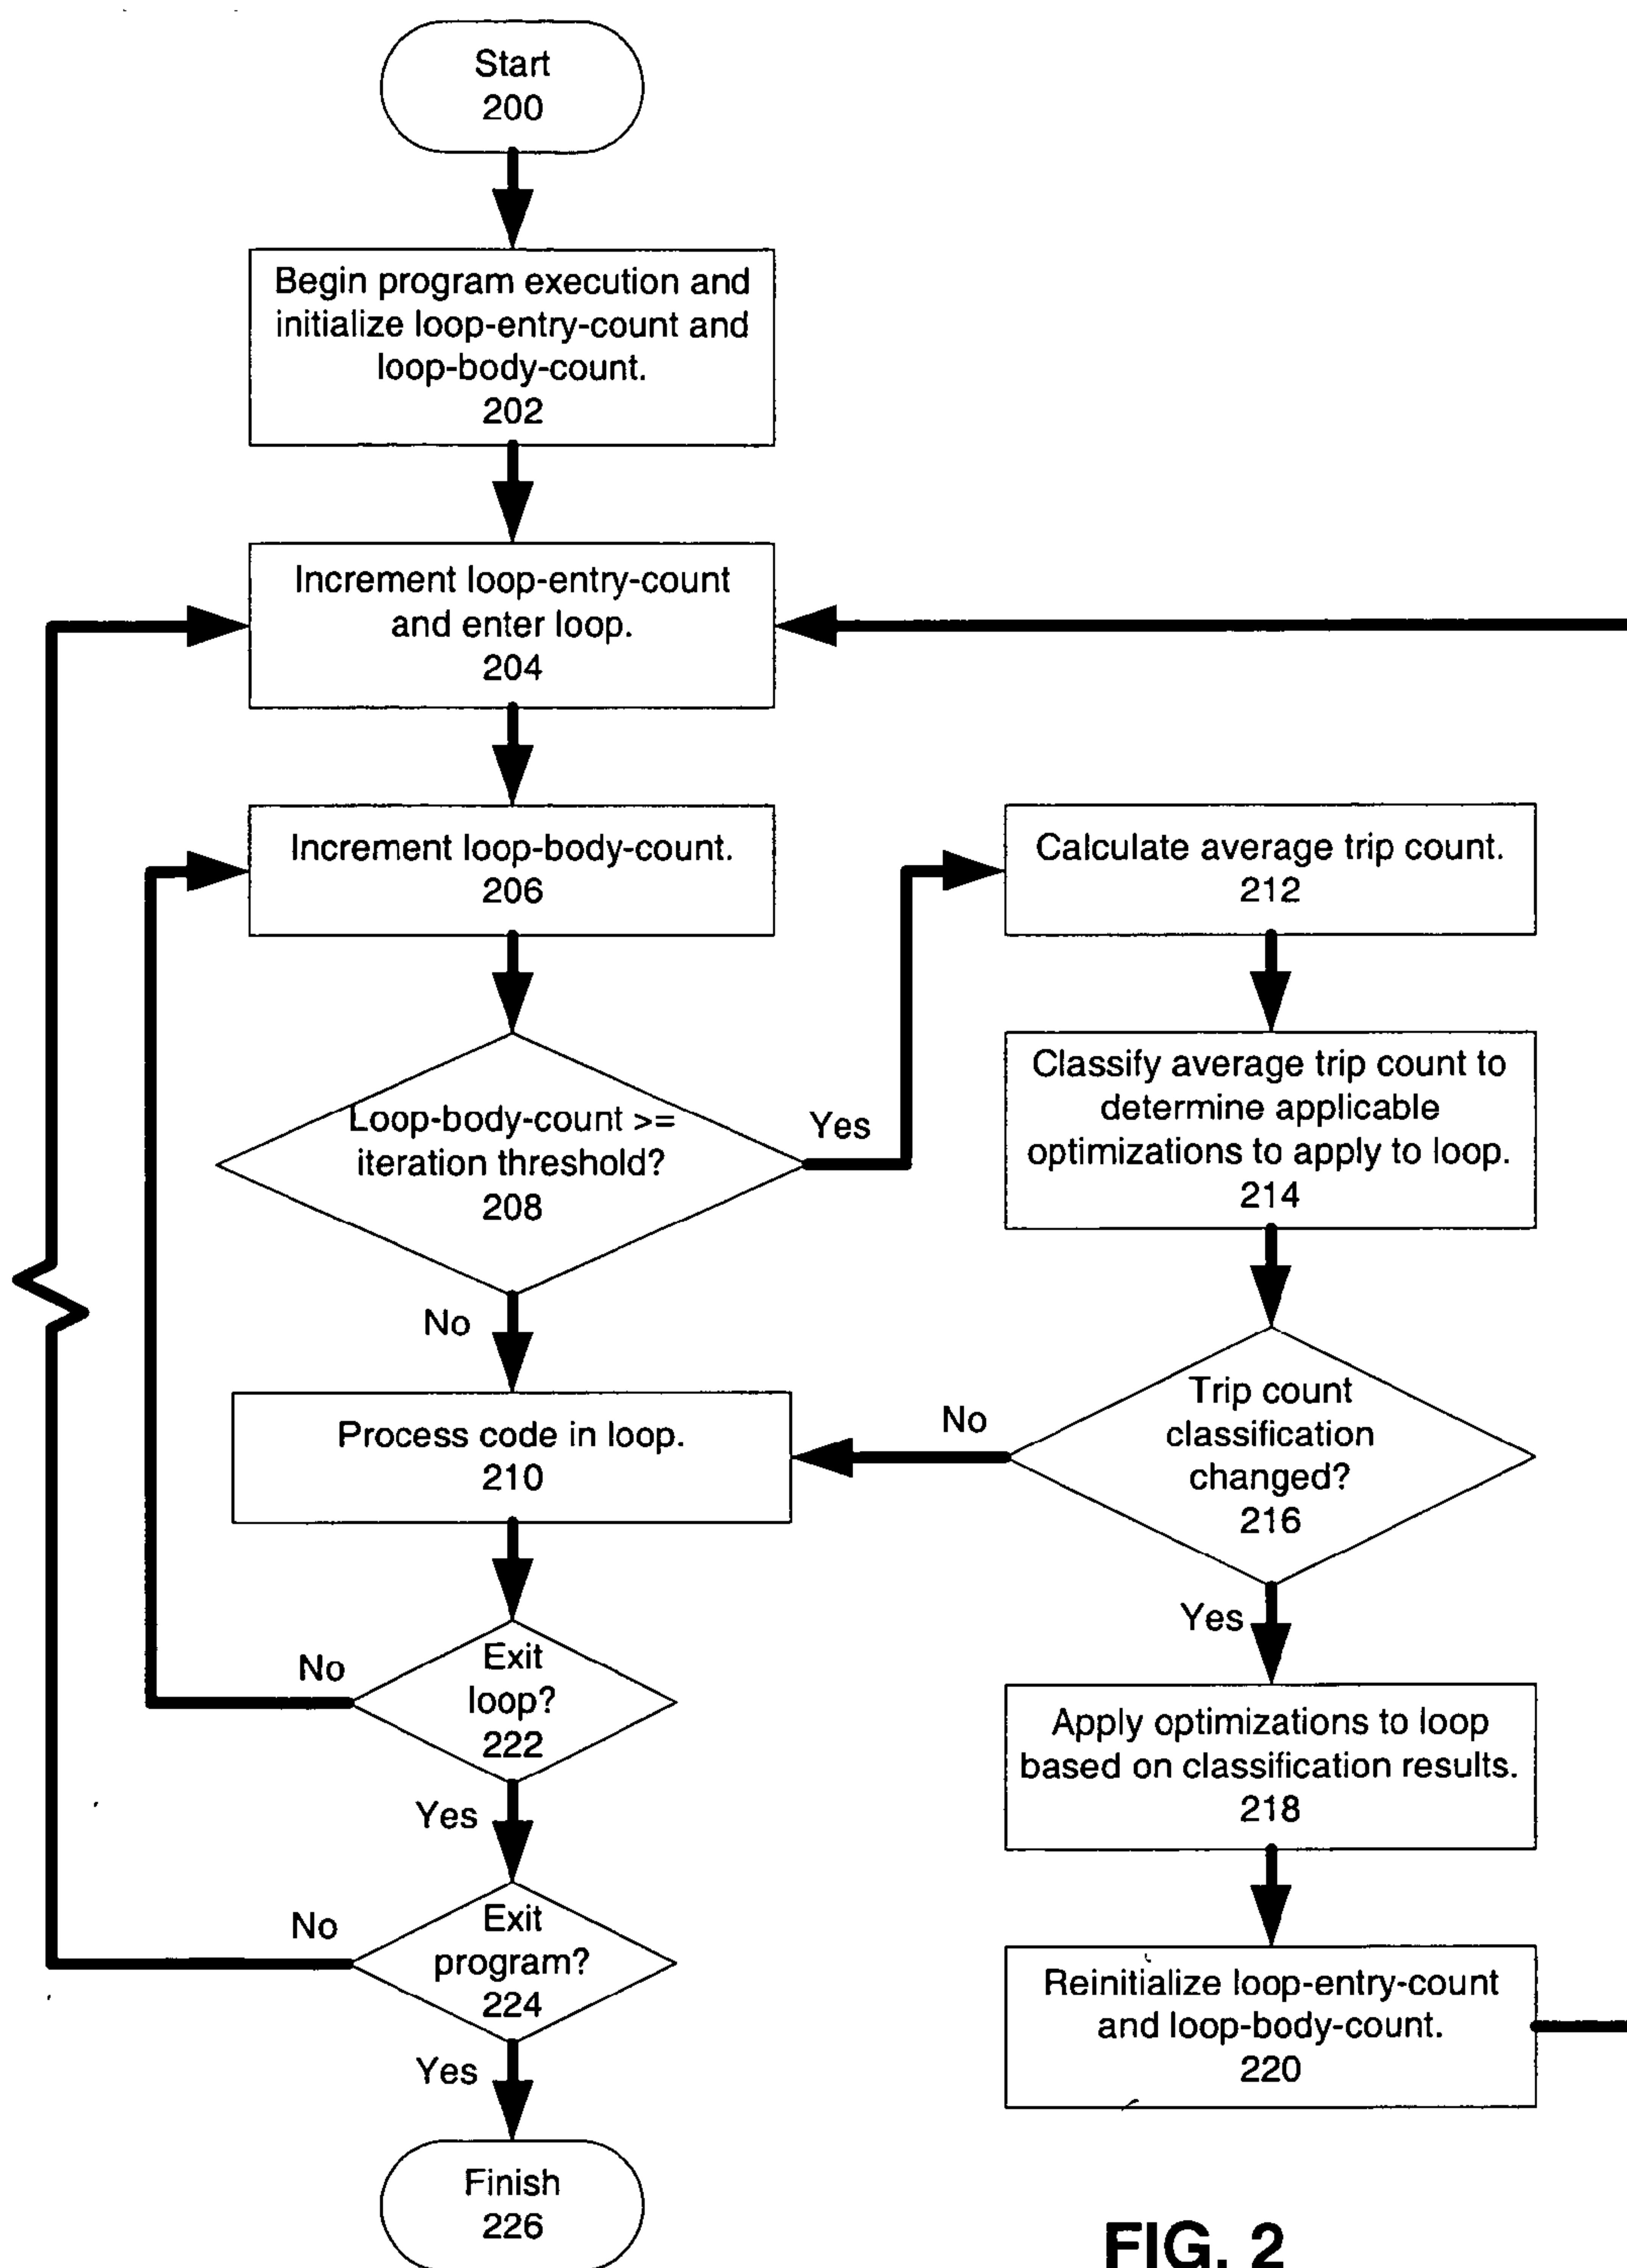 Start
200
Begin program execution and
initialize loop-entry-count and
loop-body-count.
202
Increment loop-entry-count
and enter loop.
204
Increment loop-body-count.
206
Loop-body-count >=
iteration threshold?
208
Yes
No
Calculate average trip count.
212
Classify average trip count to
determine applicable
optimizations to apply to loop.
214
Trip count
classification
changed?
216
No
Yes
Process code in loop.
210
Exit
loop?
222
No
Yes
Apply optimizations to loop
based on classification results.
218
Exit
program?
224
No
Yes
Reinitialize loop-entry-count
and loop-body-count.
220
Finish
226
FIG. 2